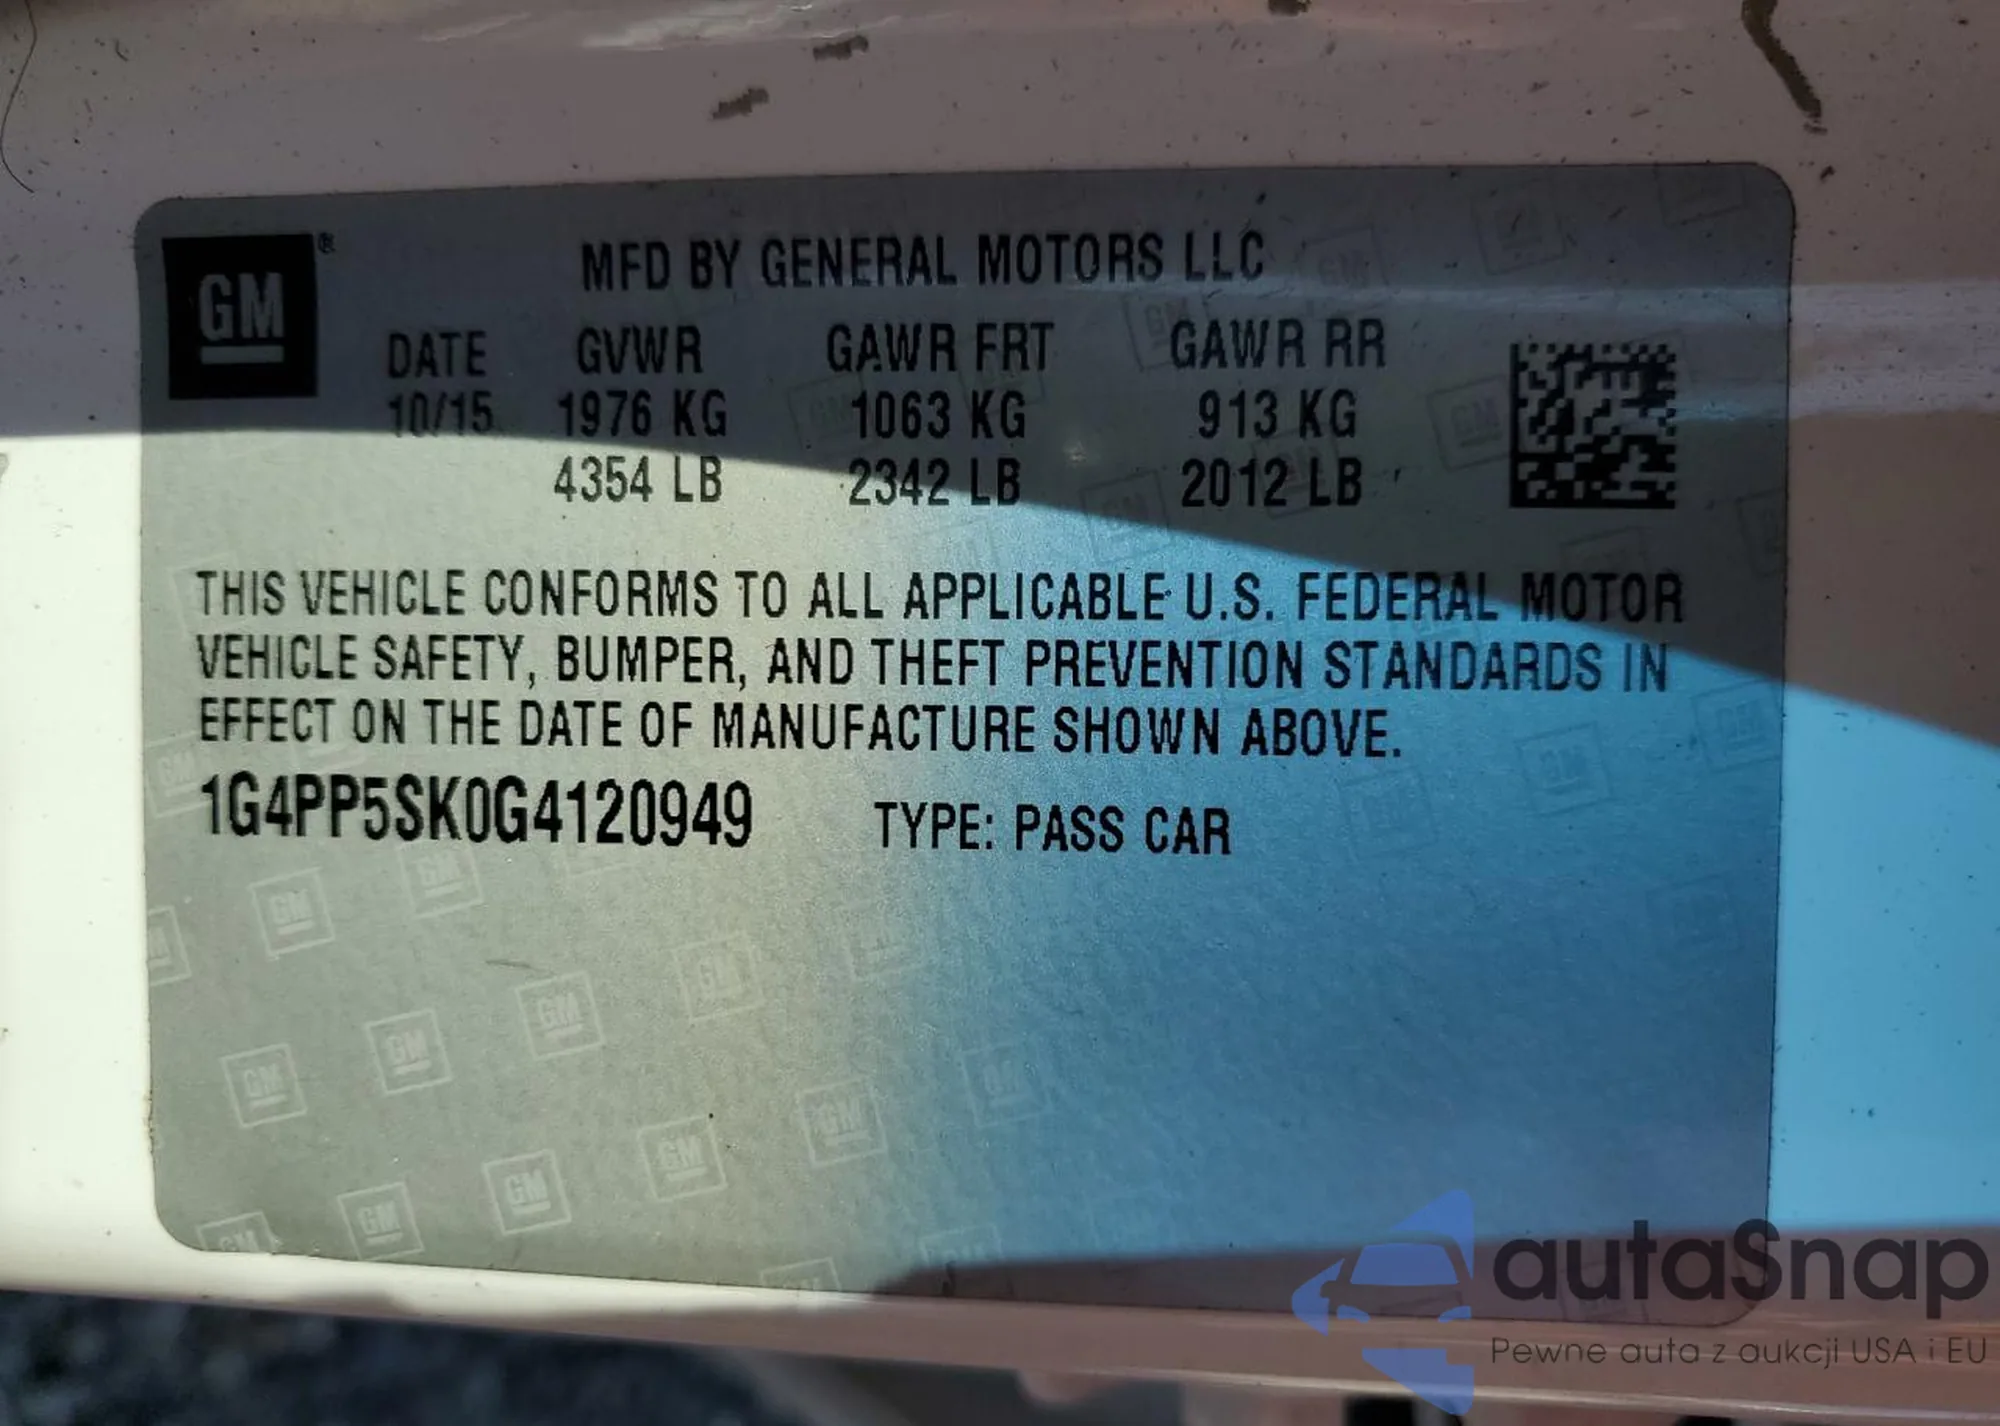 GM ®
MFD BY GENERAL MOTORS LLC
DATE GVWR GAWR FRT GAWR RR
10/15 1976 KG 1063 KG 913 KG
4354 LB 2342 LB 2012 LB
THIS VEHICLE CONFORMS TO ALL APPLICABLE U.S. FEDERAL MOTOR
VEHICLE SAFETY, BUMPER, AND THEFT PREVENTION STANDARDS IN
EFFECT ON THE DATE OF MANUFACTURE SHOWN ABOVE.
1G4PP5SK0G4120949 TYPE: PASS CAR
autaSnap
Pewne auta z aukcji USA i EU